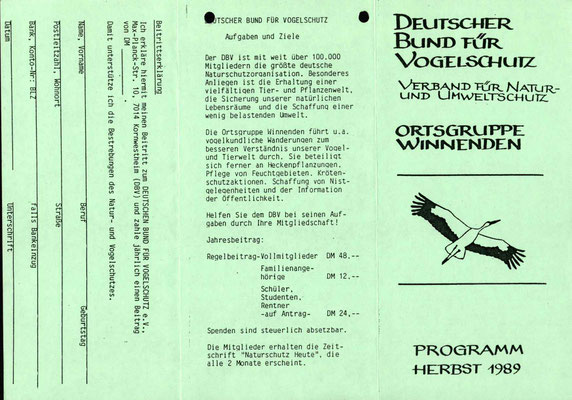 Beitrittserklärung
Ich erkläre hiermit meinen Beitritt zum DEUTSCHEN BUND FÜR VOGELSCHUTZ e.V.,
Max-Planck-Str. 10, 7014 Kornwestheim (DBV) und zahle jährlich einen Beitrag
von DM
Damit unterstütze ich die Bestrebungen des Natur- und Vogelschutzes.
Name, Vorname Beruf Geburtstag
Postleitzahl, Wohnort Straße
Bank, Konto-Nr.: BLZ falls Bankeinzug
Datum Unterschrift
DEUTSCHER BUND FÜR VOGELSCHUTZ
Aufgaben und Ziele
Der DBV ist mit weit über 100.000
Mitgliedern die größte deutsche
Naturschutzorganisation. Besonderes
Anliegen ist die Erhaltung einer
vielfältigen Tier- und Pflanzenwelt,
die Sicherung unserer natürlichen
Lebensräume und die Schaffung einer
wenig belastenden Umwelt.
Die Ortsgruppe Winnenden führt u.a.
vogelkundliche Wanderungen zum
besseren Verständnis unserer Vogel-
und Tierwelt durch. Sie beteiligt
sich ferner an Heckenpflanzungen,
Pflege von Feuchtgebieten, Kröten-
schutzaktionen. Schaffung von Nist-
gelegenheiten und der Information
der Öffentlichkeit.
Helfen Sie dem DBV bei seinen Auf-
gaben durch Ihre Mitgliedschaft!
Jahresbeitrag:
Regelbeitrag-Vollmitglieder DM 48.--
Familienange-
hörige DM 12.--
Schüler,
Studenten,
Rentner
-auf Antrag- DM 24,--
Spenden sind steuerlich absetzbar.
Die Mitglieder erhalten die Zeit-
schrift "Naturschutz Heute", die
alle 2 Monate erscheint.
DEUTSCHER
BUND FÜR
VOGELSCHUTZ
VERBAND FÜR NATUR-
UND UMWELTSCHUTZ
ORTSGRUPPE
WINNENDEN
PROGRAMM
HERBST 1989